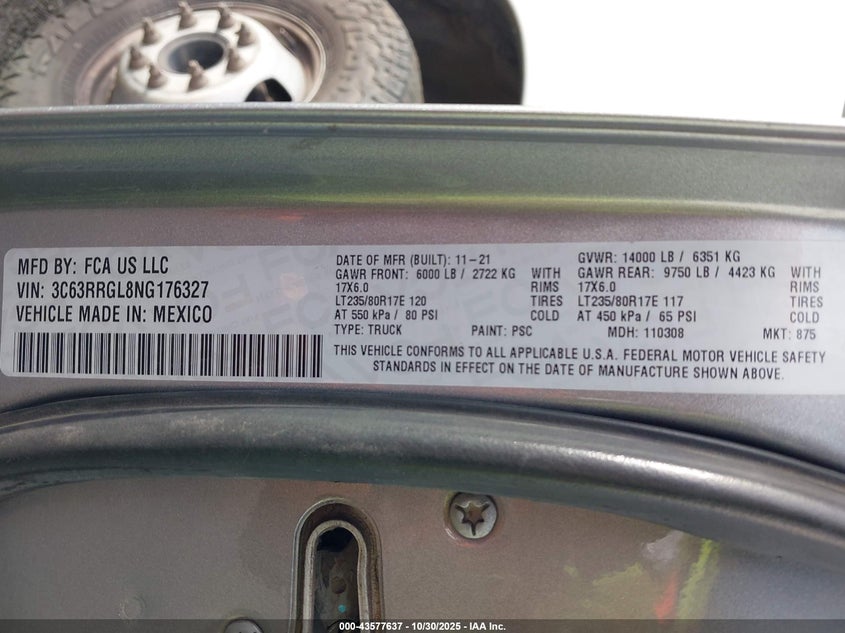 MFD BY: FCA US LLC
VIN: 3C63RRGL8NG176327
VEHICLE MADE IN: MEXICO
DATE OF MFR (BUILT): 11-21
GAWR FRONT: 6000 LB / 2722 KG WITH
17X6.0 RIMS
LT235/80R17E 120 TIRES
AT 550 kPa / 80 PSI COLD
TYPE: TRUCK PAINT: PSC
GVWR: 14000 LB / 6351 KG
GAWR REAR: 9750 LB / 4423 KG WITH
17X6.0 RIMS
LT235/80R17E 117 TIRES
AT 450 kPa / 65 PSI COLD
MDH: 110308 MKT: 875
THIS VEHICLE CONFORMS TO ALL APPLICABLE U.S.A. FEDERAL MOTOR VEHICLE SAFETY
STANDARDS IN EFFECT ON THE DATE OF MANUFACTURE SHOWN ABOVE.
000-43577637 - 10/30/2025 - IAA Inc.